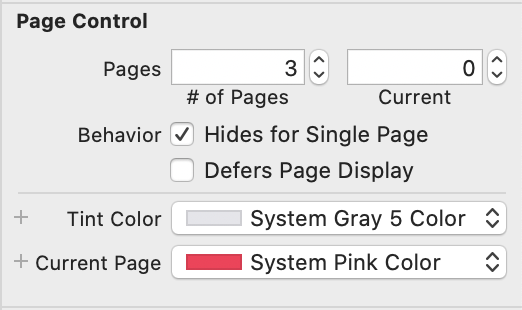 Page Control
Pages 3 0
# of Pages Current
Behavior Hides for Single Page
Defers Page Display
+ Tint Color System Gray 5 Color
+ Current Page System Pink Color